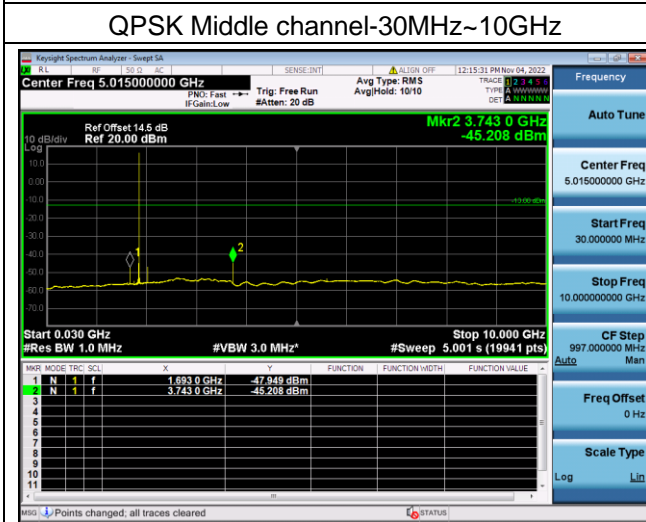 QPSK Middle channel-30MHz~10GHz
Keysight Spectrum Analyzer - Swept SA
RL RF 50 Ω AC SENSE:INT ALIGN OFF 12:15:31 PM Nov 04, 2022
Center Freq 5.015000000 GHz Avg Type: RMS TRACE 1 2 3 4 5 6
PNO: Fast Trig: Free Run Avg|Hold: 10/10 TYPE A WWWWW
IFGain:Low #Atten: 20 dB DET A N N N N N
Mkr2 3.743 0 GHz
-45.208 dBm
Ref Offset 14.5 dB
10 dB/div Ref 20.00 dBm
Log
10.0
0.00
-10.0
-13.00 dBm
-20.0
-30.0
-40.0
-50.0
-60.0
-70.0
1
2
Start 0.030 GHz Stop 10.000 GHz
#Res BW 1.0 MHz #VBW 3.0 MHz* #Sweep 5.001 s (19941 pts)
MKR MODE TRC SCL X Y FUNCTION FUNCTION WIDTH FUNCTION VALUE
1 N 1 f 1.693 0 GHz -47.949 dBm
2 N 1 f 3.743 0 GHz -45.208 dBm
3
4
5
6
7
8
9
10
11
MSG Points changed; all traces cleared STATUS
Frequency
Auto Tune
Center Freq
5.015000000 GHz
Start Freq
30.000000 MHz
Stop Freq
10.000000000 GHz
CF Step
997.000000 MHz
Auto Man
Freq Offset
0 Hz
Scale Type
Log Lin